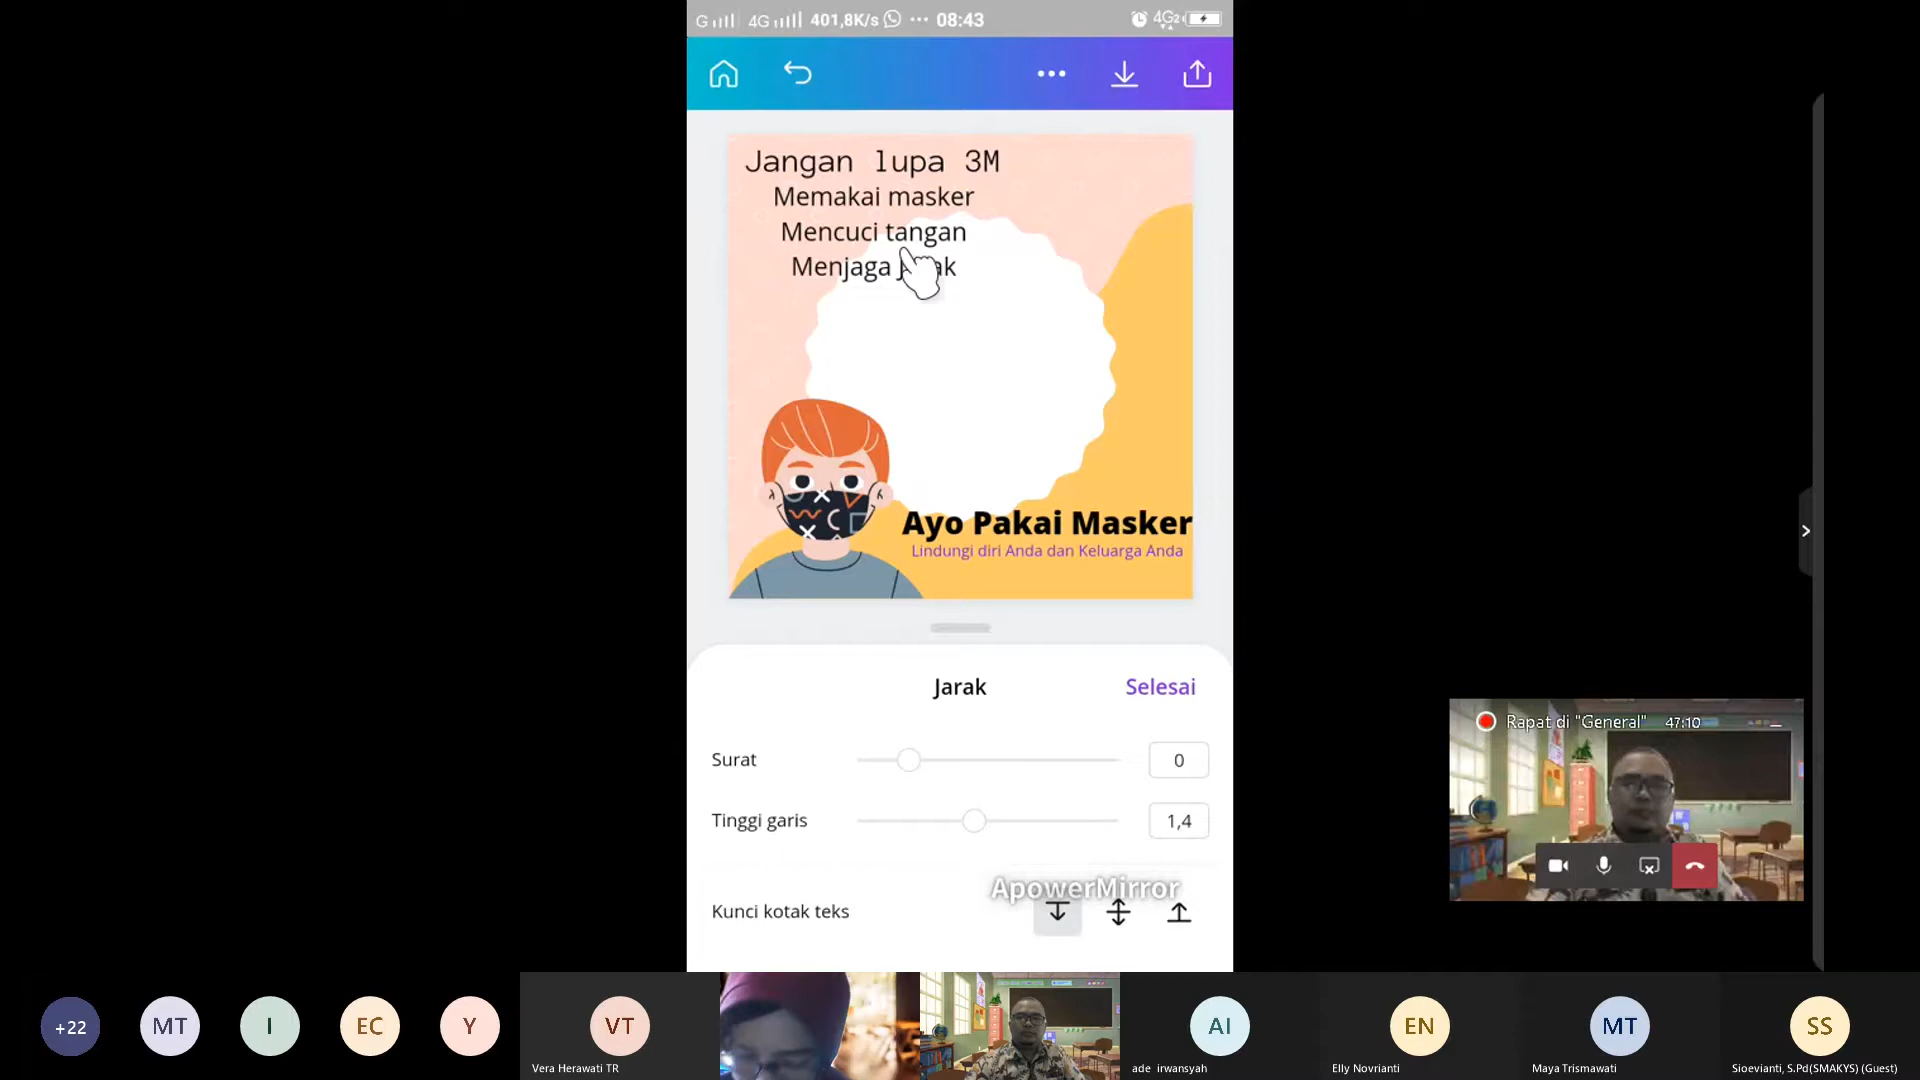 G 4G 401,8K/s ... 08:43 4G2
Jangan lupa 3M
Memakai masker
Mencuci tangan
Menjaga
Ayo Pakai Masker
Lindungi diri Anda dan Keluarga Anda
Jarak Selesai
Surat 0
Tinggi garis 1,4
ApowerMirror
Kunci kotak teks
Rapat di "General" 47:10
+22 MT I EC Y VT AI EN MT SS
Vera Herawati TR ade irwansyah Elly Novrianti Maya Trismawati Sioevianti, S.Pd(SMAKYS) (Guest)